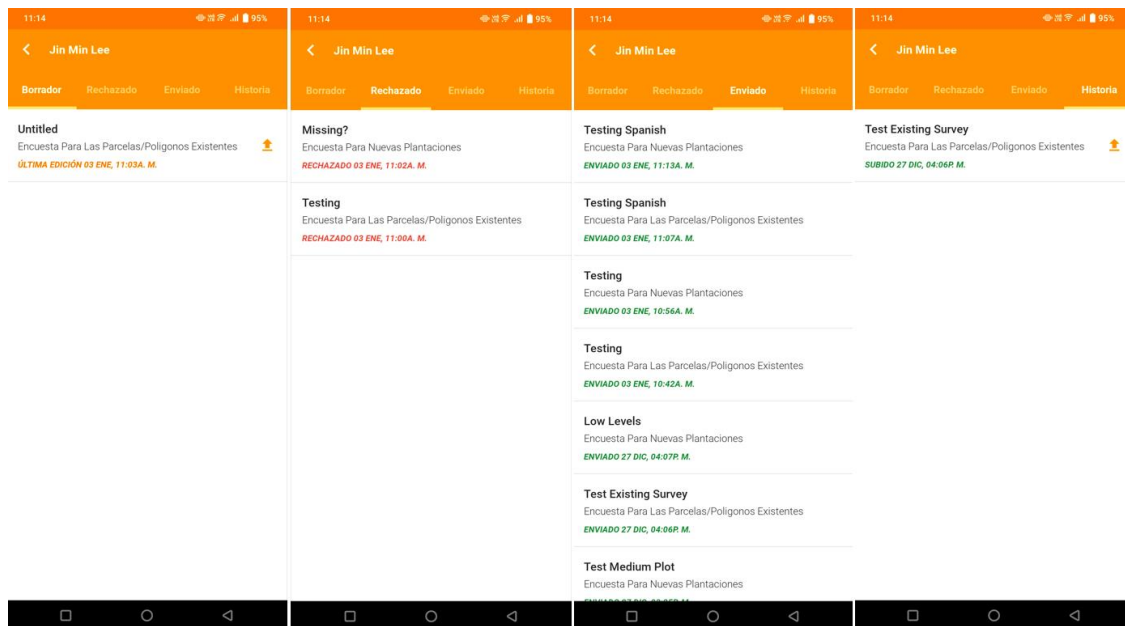 11:14
95%
Jin Min Lee
Borrador Rechazado Enviado Historia
Untitled
Encuesta Para Las Parcelas/Poligonos Existentes
ÚLTIMA EDICIÓN 03 ENE, 11:03A. M.
11:14
95%
Jin Min Lee
Borrador Rechazado Enviado Historia
Missing?
Encuesta Para Nuevas Plantaciones
RECHAZADO 03 ENE, 11:02A. M.
Testing
Encuesta Para Las Parcelas/Poligonos Existentes
RECHAZADO 03 ENE, 11:00A. M.
11:14
95%
Jin Min Lee
Borrador Rechazado Enviado Historia
Testing Spanish
Encuesta Para Nuevas Plantaciones
ENVIADO 03 ENE, 11:13A. M.
Testing Spanish
Encuesta Para Las Parcelas/Poligonos Existentes
ENVIADO 03 ENE, 11:07A. M.
Testing
Encuesta Para Nuevas Plantaciones
ENVIADO 03 ENE, 10:56A. M.
Testing
Encuesta Para Las Parcelas/Poligonos Existentes
ENVIADO 03 ENE, 10:42A. M.
Low Levels
Encuesta Para Nuevas Plantaciones
ENVIADO 27 DIC, 04:07P. M.
Test Existing Survey
Encuesta Para Las Parcelas/Poligonos Existentes
ENVIADO 27 DIC, 04:06P. M.
Test Medium Plot
Encuesta Para Nuevas Plantaciones
11:14
95%
Jin Min Lee
Borrador Rechazado Enviado Historia
Test Existing Survey
Encuesta Para Las Parcelas/Poligonos Existentes
SUBIDO 27 DIC, 04:06P. M.